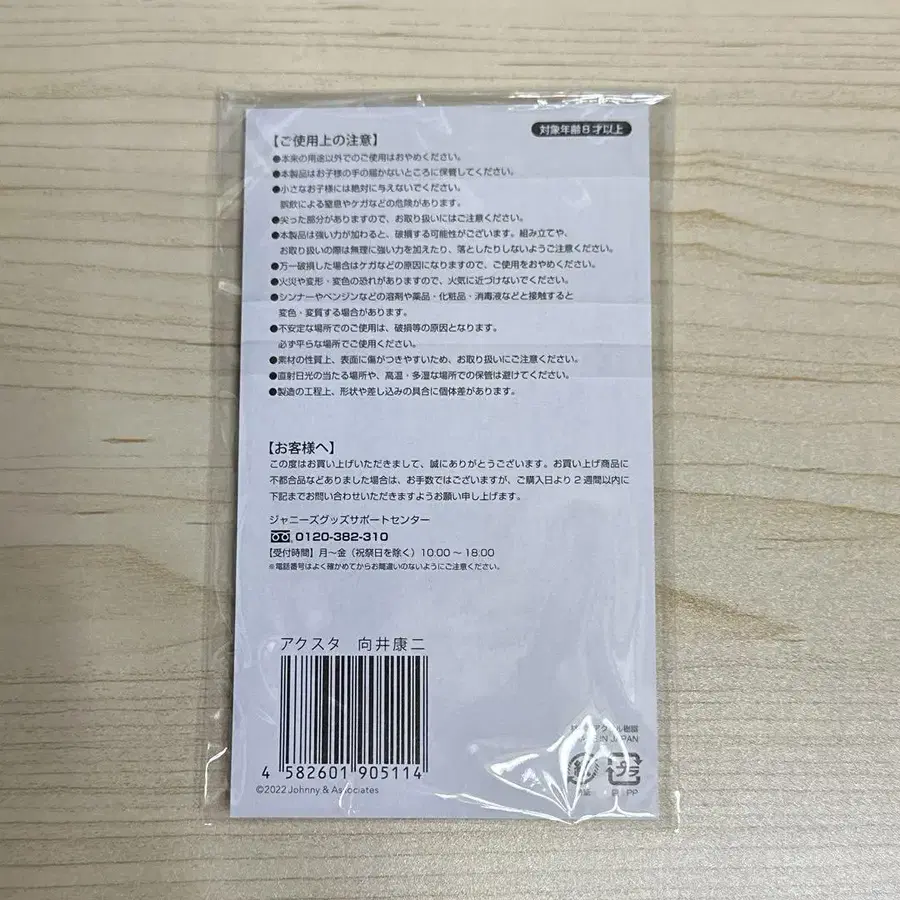 対象年齢8才以上
【ご使用上の注意】
●本来の用途以外でのご使用はおやめください。
●本製品はお子様の手の届かないところに保管してください。
●小さなお子様には絶対に与えないでください。
誤飲による窒息やケガなどの危険があります。
●尖った部分がありますので、お取り扱いにはご注意ください。
●本製品は強い力が加わると、破損する可能性がございます。組み立てや、
お取り扱いの際は無理に強い力を加えたり、落としたりしないようご注意ください。
●万一破損した場合はケガなどの原因になりますので、ご使用をおやめください。
●火災や変形・変色の恐れがありますので、火気に近づけないでください。
●シンナーやベンジンなどの溶剤や薬品・化粧品・消毒液などと接触すると
変色・変質する場合があります。
●不安定な場所でのご使用は、破損等の原因となります。
必ず平らな場所でご使用ください。
●素材の性質上、表面に傷がつきやすいため、お取り扱いにご注意ください。
●直射日光の当たる場所や、高温・多湿な場所での保管は避けてください。
●製造の工程上、形状や差し込みの具合に個体差があります。
【お客様へ】
この度はお買い上げいただきまして、誠にありがとうございます。お買い上げ商品に
不都合品などありました場合は、お手数ではございますが、ご購入日より2週間以内に
下記までお問い合わせいただきますようお願い申し上げます。
ジャニーズグッズサポートセンター
0120-382-310
【受付時間】月〜金（祝祭日を除く）10:00〜18:00
※電話番号はよく確かめてからお間違いのないようにご注意ください。
アクスタ 向井康二
4 582601 905114
©2022 Johnny & Associates
ル樹脂
IN JAPAN
プラ
PP